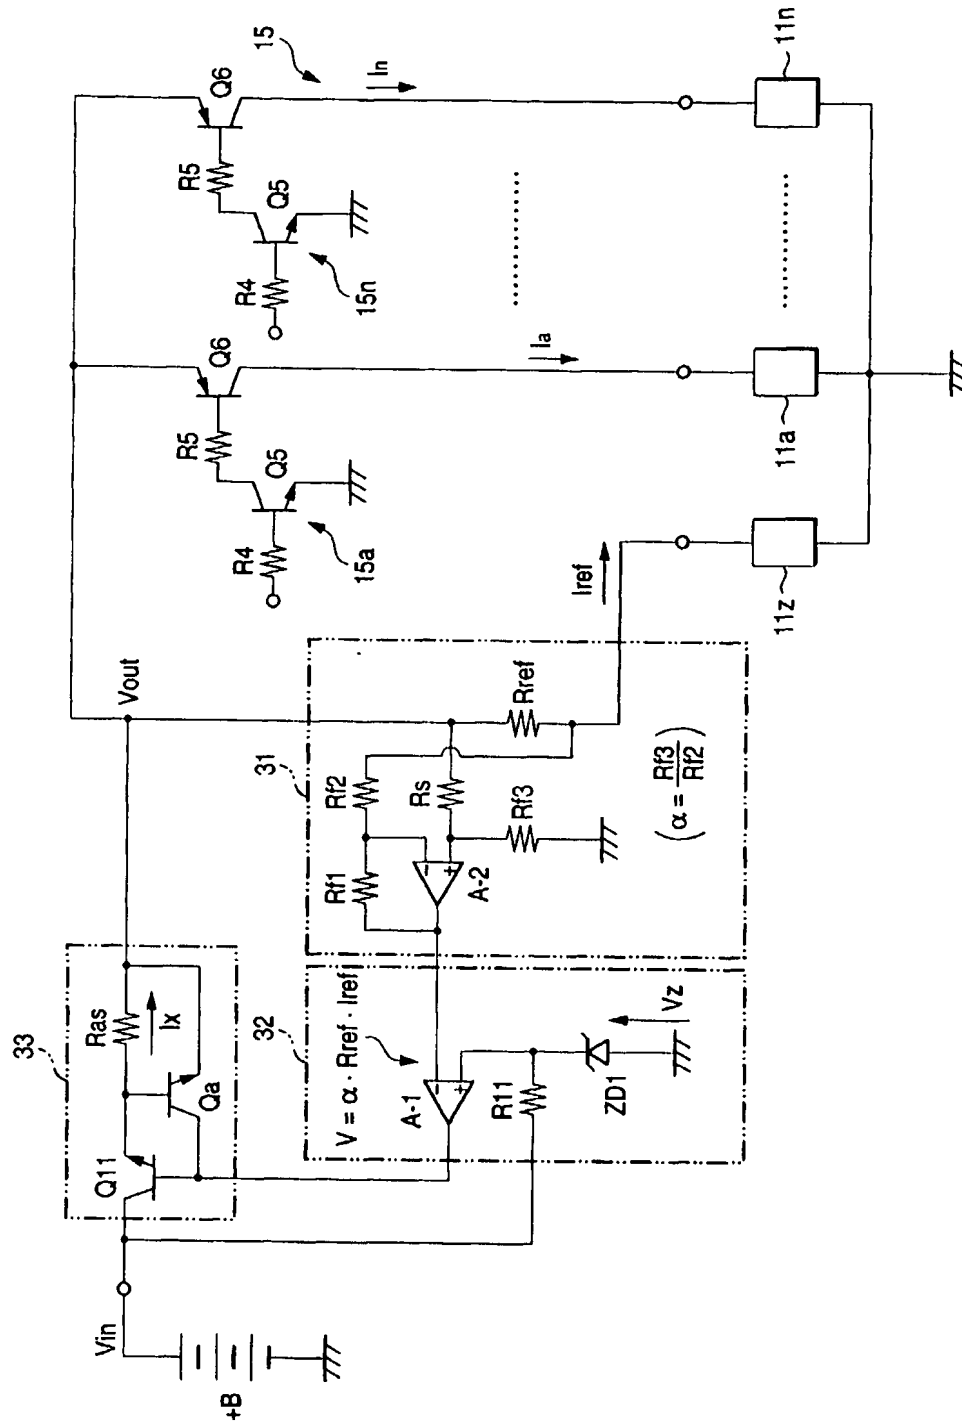 +B
Vin
33
Q11
Ras
Ix
Qa
Vout
32
V = α · Rref · Iref
A-1
+
−
R11
ZD1
Vz
31
Rf1
Rf2
Rs
A-2
−
+
Rf3
Rref
(α = Rf3
Rf2)
Iref
11z
R4
Q5
R5
Q6
15a
Ia
11a
R4
Q5
R5
Q6
15n
15
In
11n